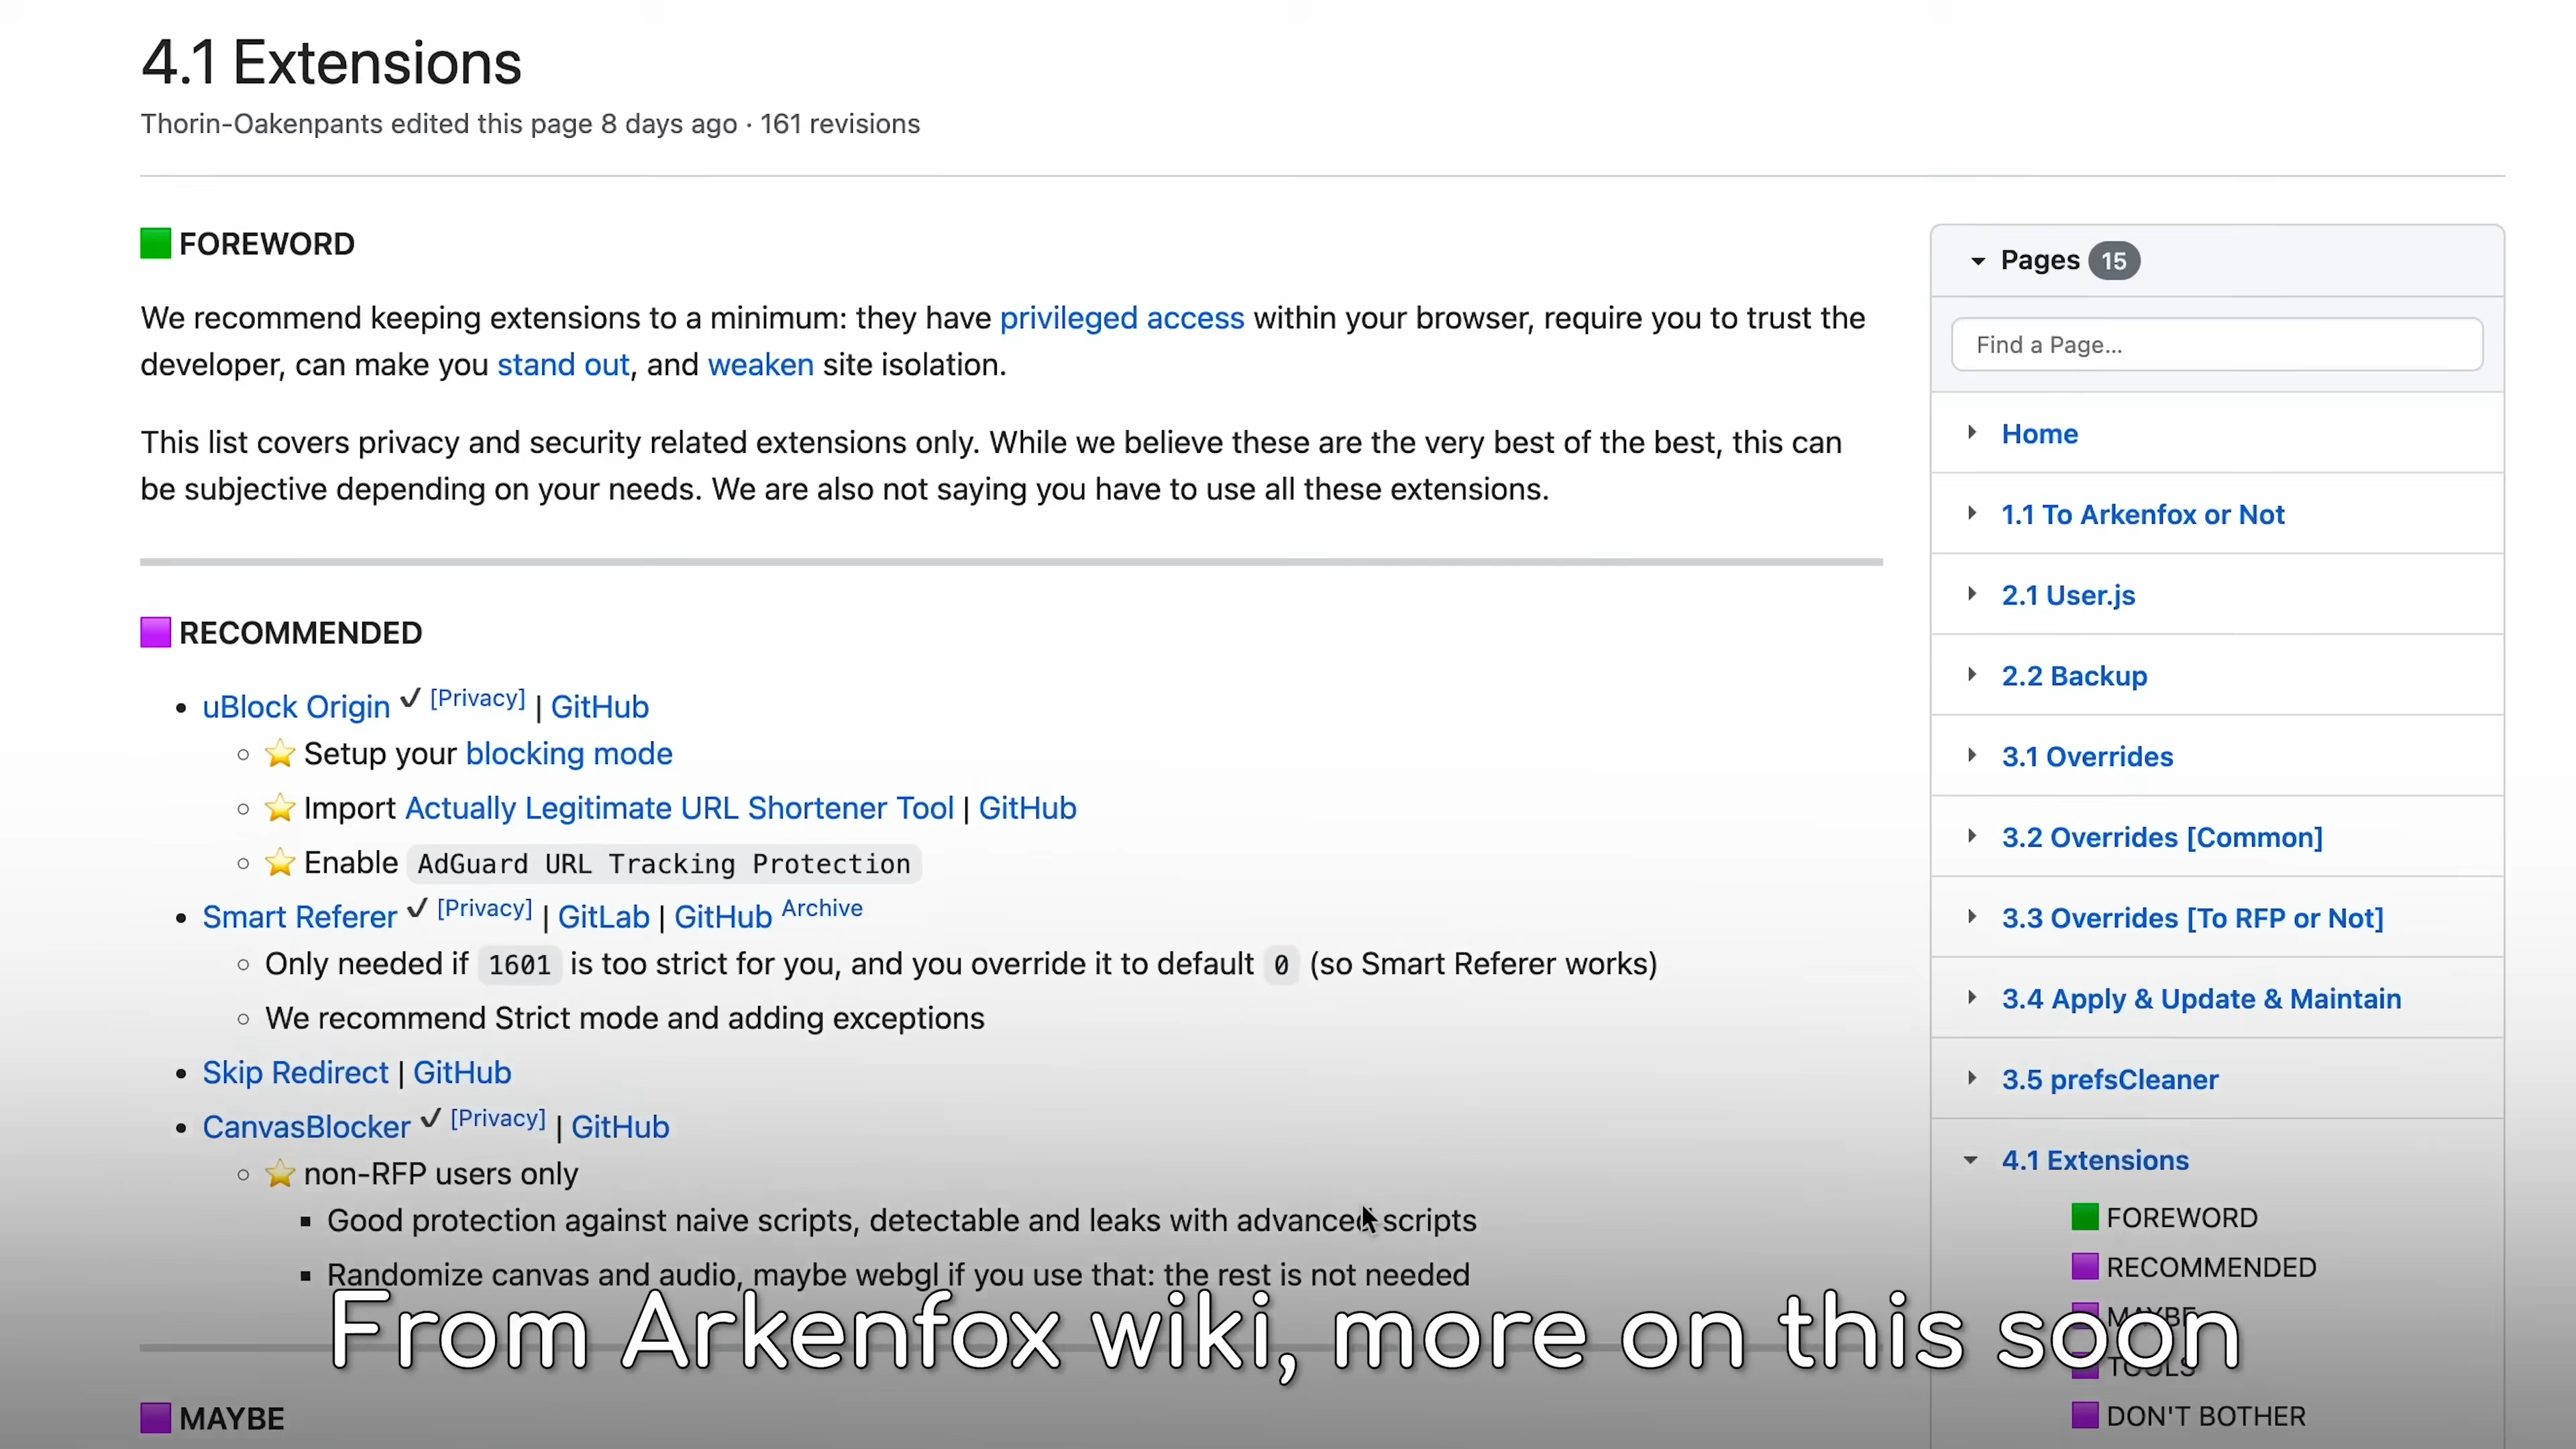 4.1 Extensions
Thorin-Oakenpants edited this page 8 days ago · 161 revisions
FOREWORD
We recommend keeping extensions to a minimum: they have privileged access within your browser, require you to trust the
developer, can make you stand out, and weaken site isolation.
This list covers privacy and security related extensions only. While we believe these are the very best of the best, this can
be subjective depending on your needs. We are also not saying you have to use all these extensions.
RECOMMENDED
• uBlock Origin ✔ [Privacy] | GitHub
◦ ⭐ Setup your blocking mode
◦ ⭐ Import Actually Legitimate URL Shortener Tool | GitHub
◦ ⭐ Enable AdGuard URL Tracking Protection
• Smart Referer ✔ [Privacy] | GitLab | GitHub Archive
◦ Only needed if 1601 is too strict for you, and you override it to default 0 (so Smart Referer works)
◦ We recommend Strict mode and adding exceptions
• Skip Redirect | GitHub
• CanvasBlocker ✔ [Privacy] | GitHub
◦ ⭐ non-RFP users only
▪ Good protection against naive scripts, detectable and leaks with advanced scripts
▪ Randomize canvas and audio, maybe webgl if you use that: the rest is not needed
MAYBE
Pages 15
Find a Page...
Home
1.1 To Arkenfox or Not
2.1 User.js
2.2 Backup
3.1 Overrides
3.2 Overrides [Common]
3.3 Overrides [To RFP or Not]
3.4 Apply & Update & Maintain
3.5 prefsCleaner
4.1 Extensions
FOREWORD
RECOMMENDED
MAYBE
TOOLS
DON'T BOTHER
From Arkenfox wiki, more on this soon